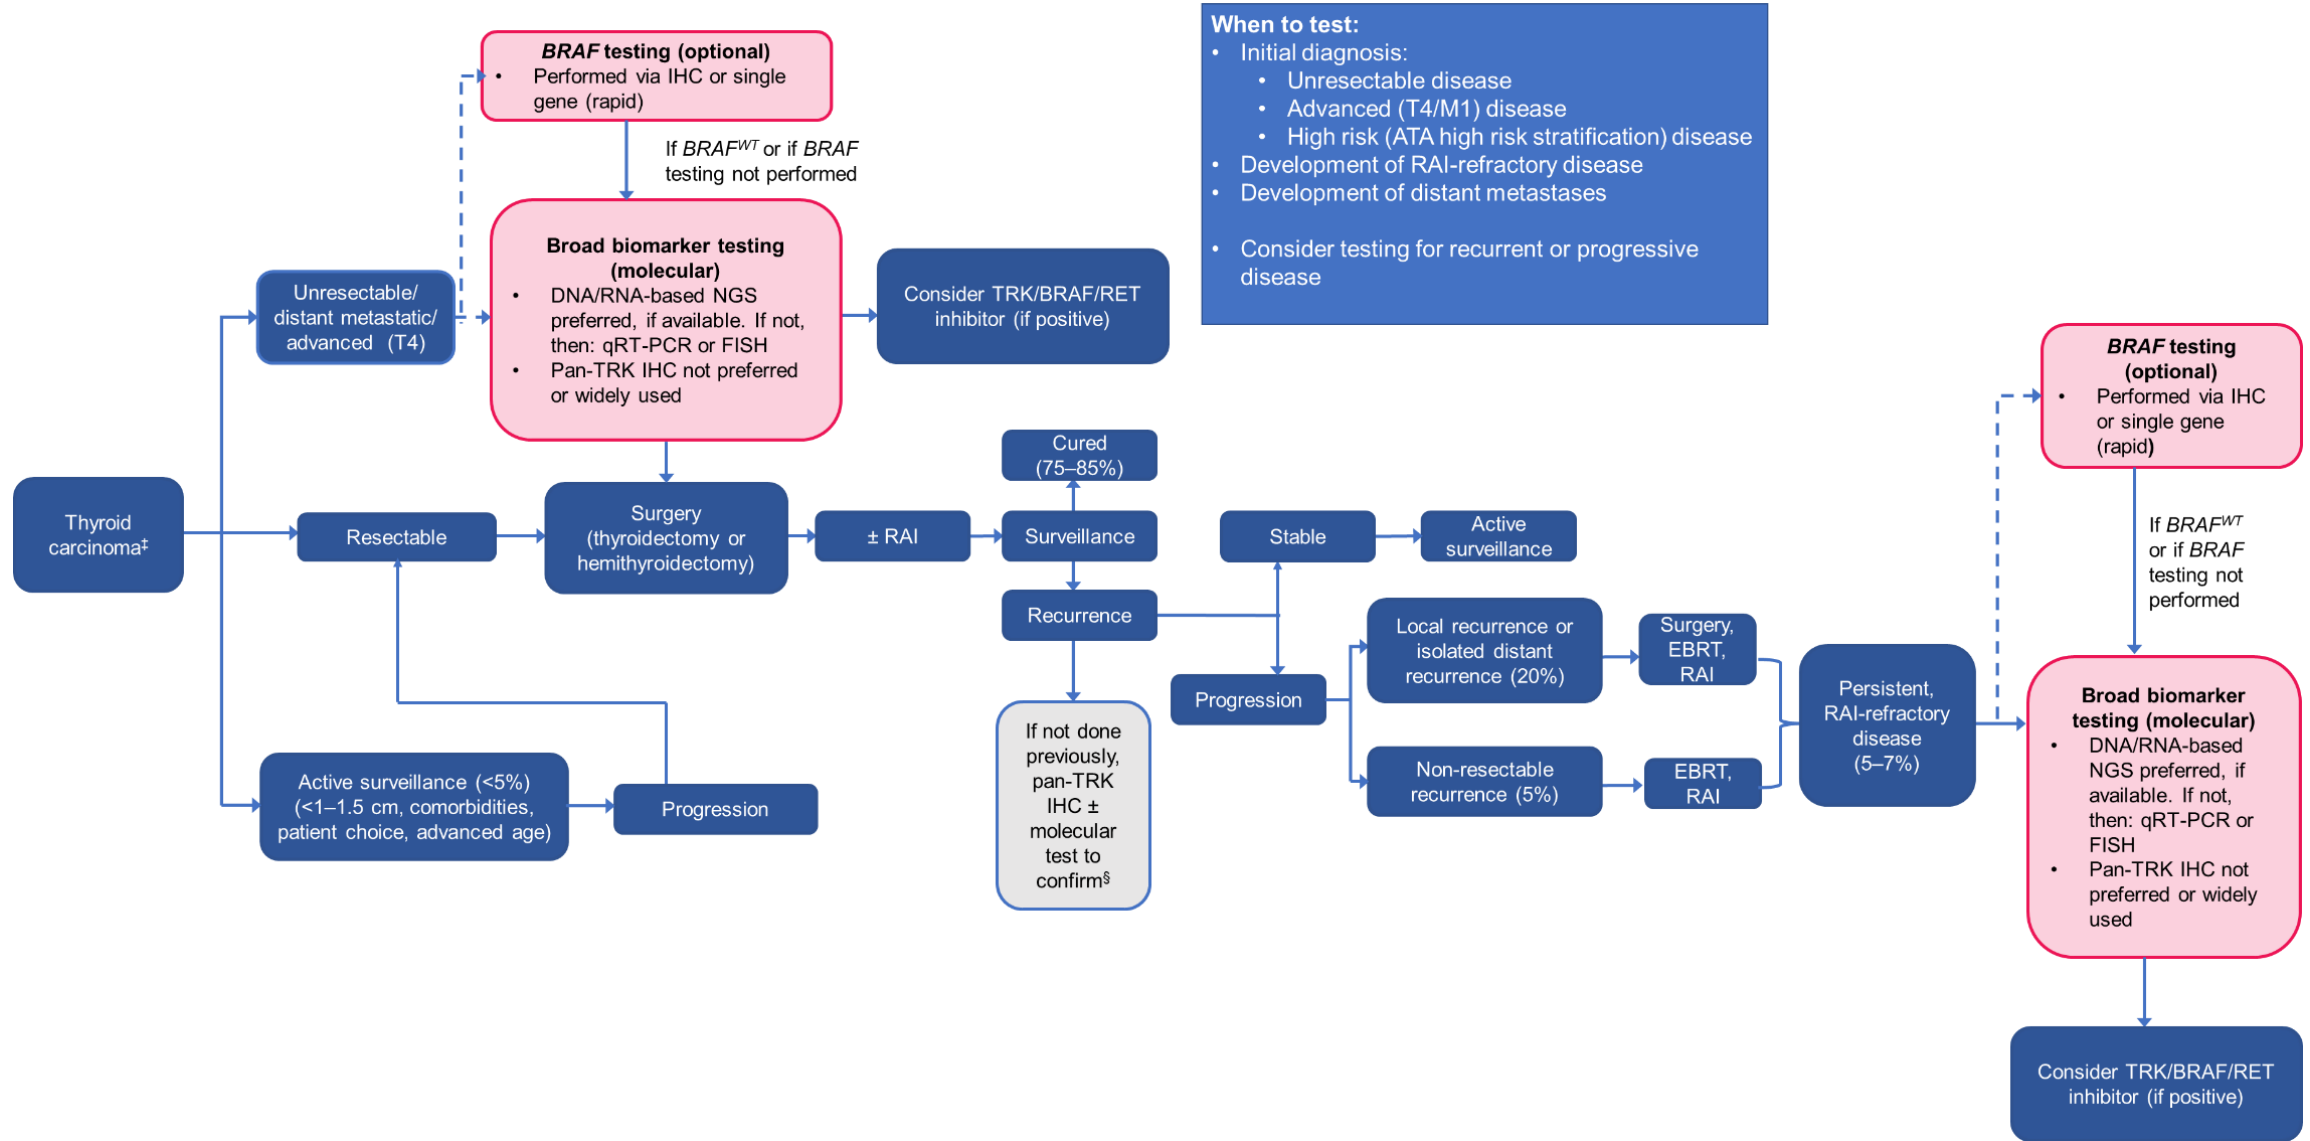 BRAF testing (optional)
• Performed via IHC or single
gene (rapid)
If BRAFWT or if BRAF
testing not performed
When to test:
• Initial diagnosis:
• Unresectable disease
• Advanced (T4/M1) disease
• High risk (ATA high risk stratification) disease
• Development of RAI-refractory disease
• Development of distant metastases
• Consider testing for recurrent or progressive
disease
Unresectable/
distant metastatic/
advanced (T4)
Broad biomarker testing
(molecular)
• DNA/RNA-based NGS
preferred, if available. If not,
then: qRT-PCR or FISH
• Pan-TRK IHC not preferred
or widely used
Consider TRK/BRAF/RET
inhibitor (if positive)
Thyroid
carcinoma‡
Resectable
Surgery
(thyroidectomy or
hemithyroidectomy)
± RAI
Cured
(75–85%)
Surveillance
Recurrence
If not done
previously,
pan-TRK
IHC ±
molecular
test to
confirm§
Active surveillance (<5%)
(<1–1.5 cm, comorbidities,
patient choice, advanced age)
Progression
Stable
Active
surveillance
Progression
Local recurrence or
isolated distant
recurrence (20%)
Surgery,
EBRT,
RAI
Non-resectable
recurrence (5%)
EBRT,
RAI
Persistent,
RAI-refractory
disease
(5–7%)
BRAF testing
(optional)
• Performed via IHC
or single gene
(rapid)
If BRAFWT
or if BRAF
testing not
performed
Broad biomarker
testing (molecular)
• DNA/RNA-based
NGS preferred, if
available. If not,
then: qRT-PCR or
FISH
• Pan-TRK IHC not
preferred or widely
used
Consider TRK/BRAF/RET
inhibitor (if positive)